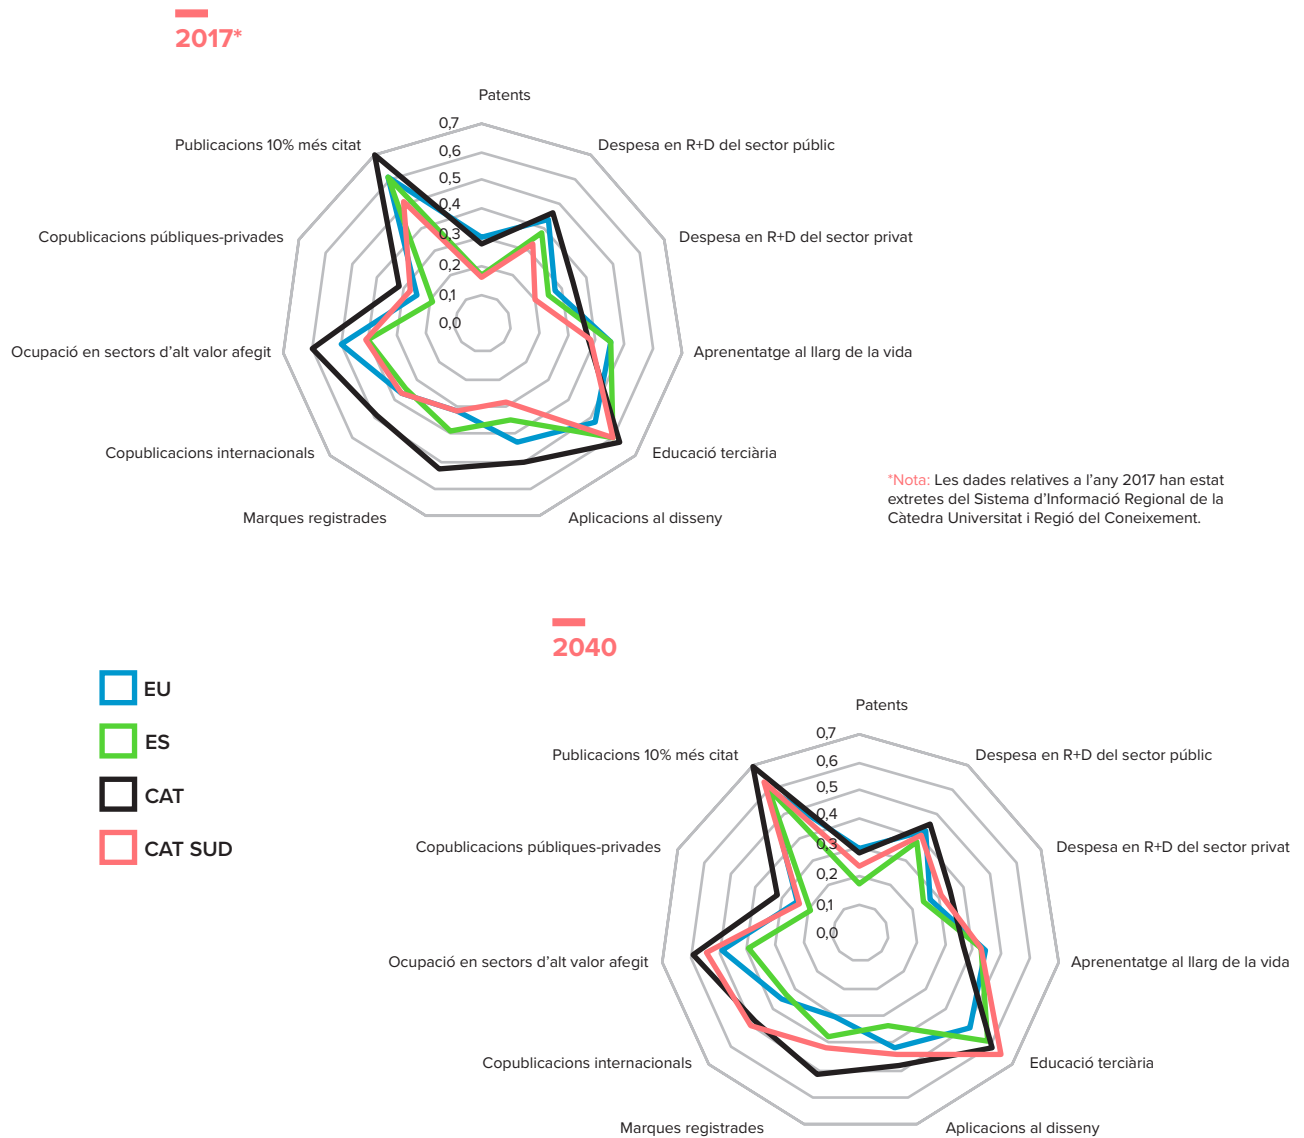 2017*
Patents
0,7
Publicacions 10% més citat
Despesa en R+D del sector públic
0,6
0,5
0,4
Copublicacions públiques-privades
0,3
Despesa en R+D del sector privat
0,2
0,1
0,0
Ocupació en sectors d’alt valor afegit
Aprenentatge al llarg de la vida
Copublicacions internacionals
Educació terciària
Marques registrades
Aplicacions al disseny
*Nota: Les dades relatives a l’any 2017 han estat
extretes del Sistema d’Informació Regional de la
Càtedra Universitat i Regió del Coneixement.
2040
EU
ES
CAT
CAT SUD
Patents
0,7
Publicacions 10% més citat
Despesa en R+D del sector públic
0,6
0,5
0,4
Copublicacions públiques-privades
0,3
Despesa en R+D del sector privat
0,2
0,1
0,0
Ocupació en sectors d’alt valor afegit
Aprenentatge al llarg de la vida
Copublicacions internacionals
Educació terciària
Marques registrades
Aplicacions al disseny